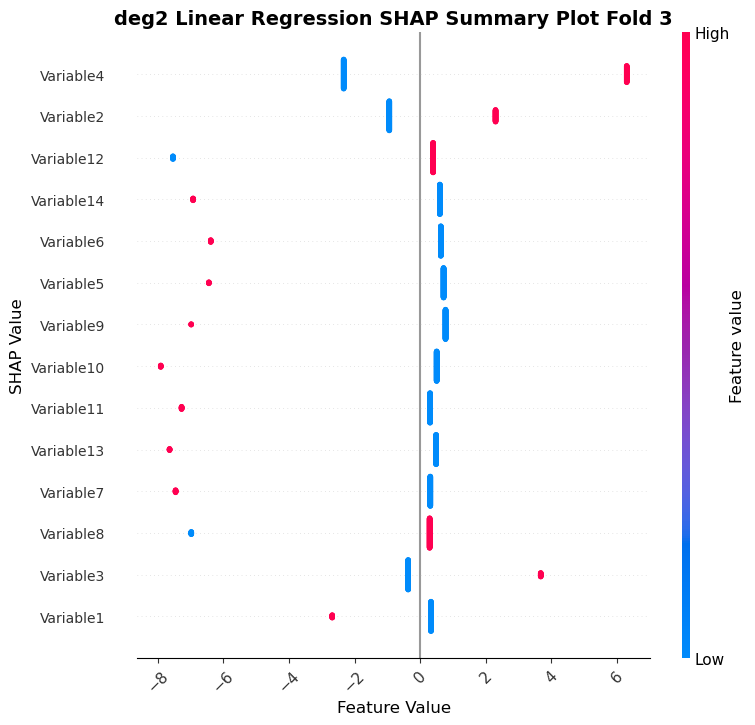 deg2 Linear Regression SHAP Summary Plot Fold 3
High
Variable4
Variable2
Variable12
Variable14
Variable6
Variable5
Variable9
Variable10
Variable11
Variable13
Variable7
Variable8
Variable3
Variable1
SHAP Value
Feature value
Low
−8
−6
−4
−2
0
2
4
6
Feature Value